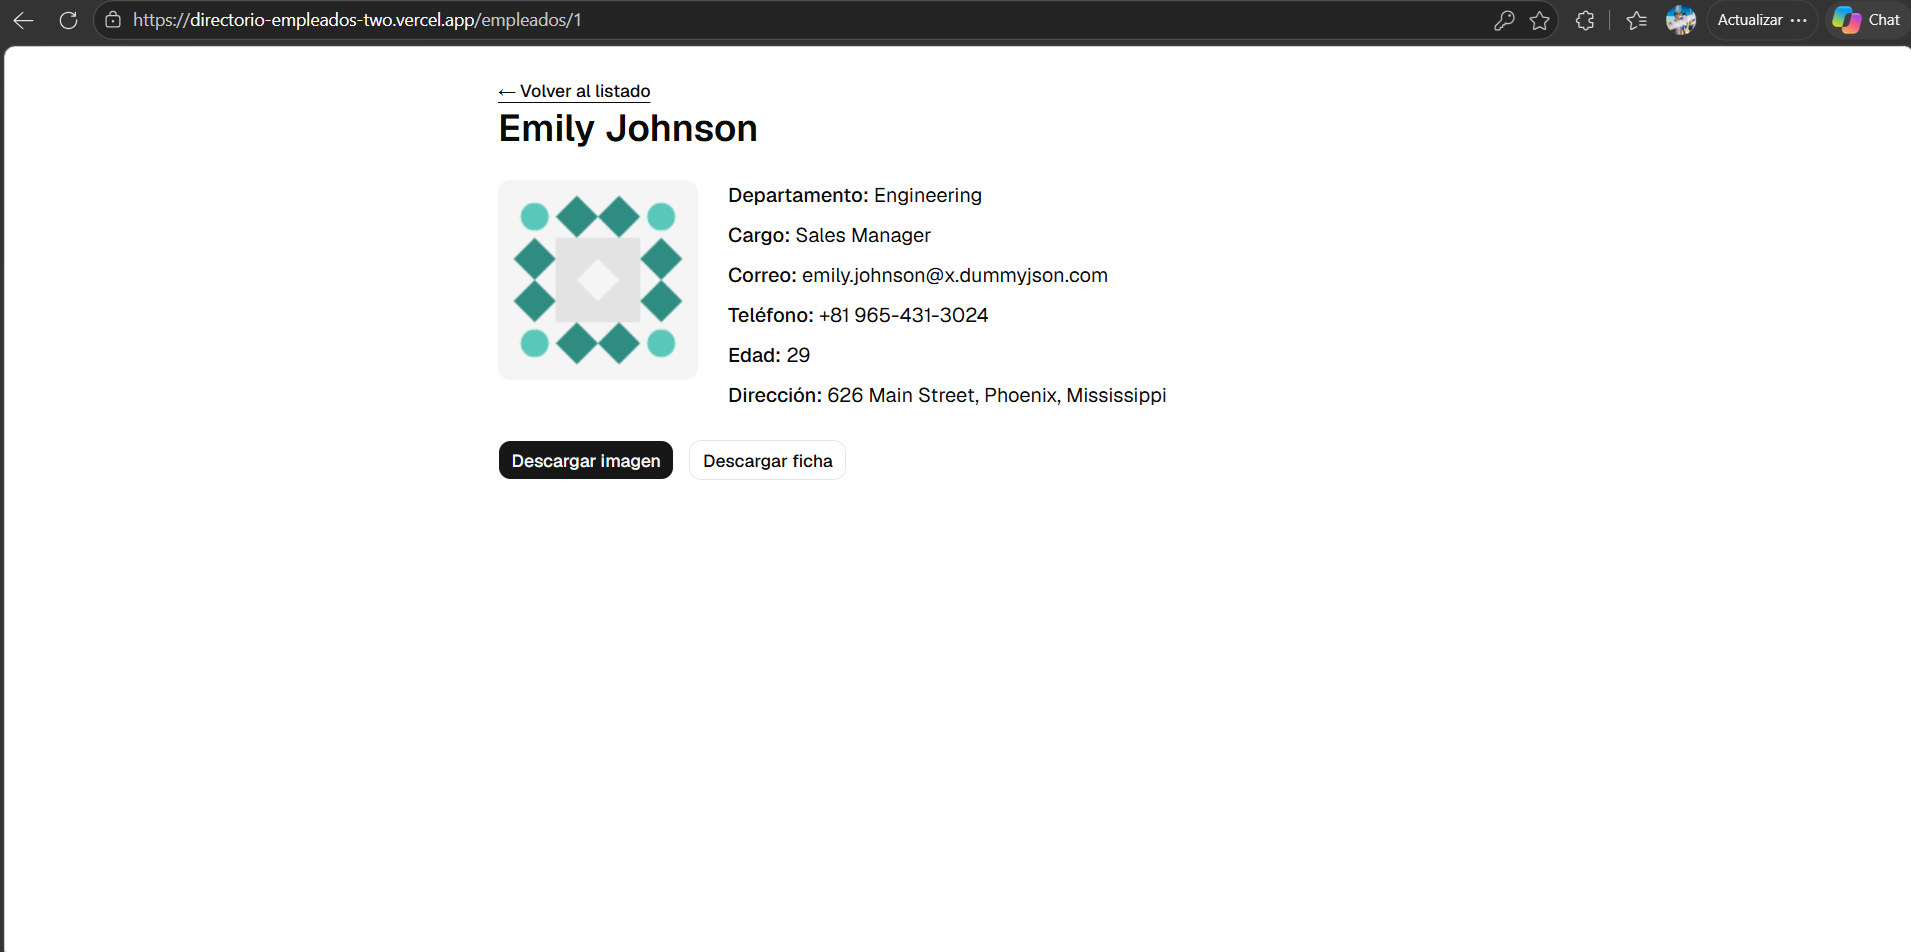 https://directorio-empleados-two.vercel.app/empleados/1
Actualizar
Chat
← Volver al listado
Emily Johnson
Departamento: Engineering
Cargo: Sales Manager
Correo: emily.johnson@x.dummyjson.com
Teléfono: +81 965-431-3024
Edad: 29
Dirección: 626 Main Street, Phoenix, Mississippi
Descargar imagen
Descargar ficha